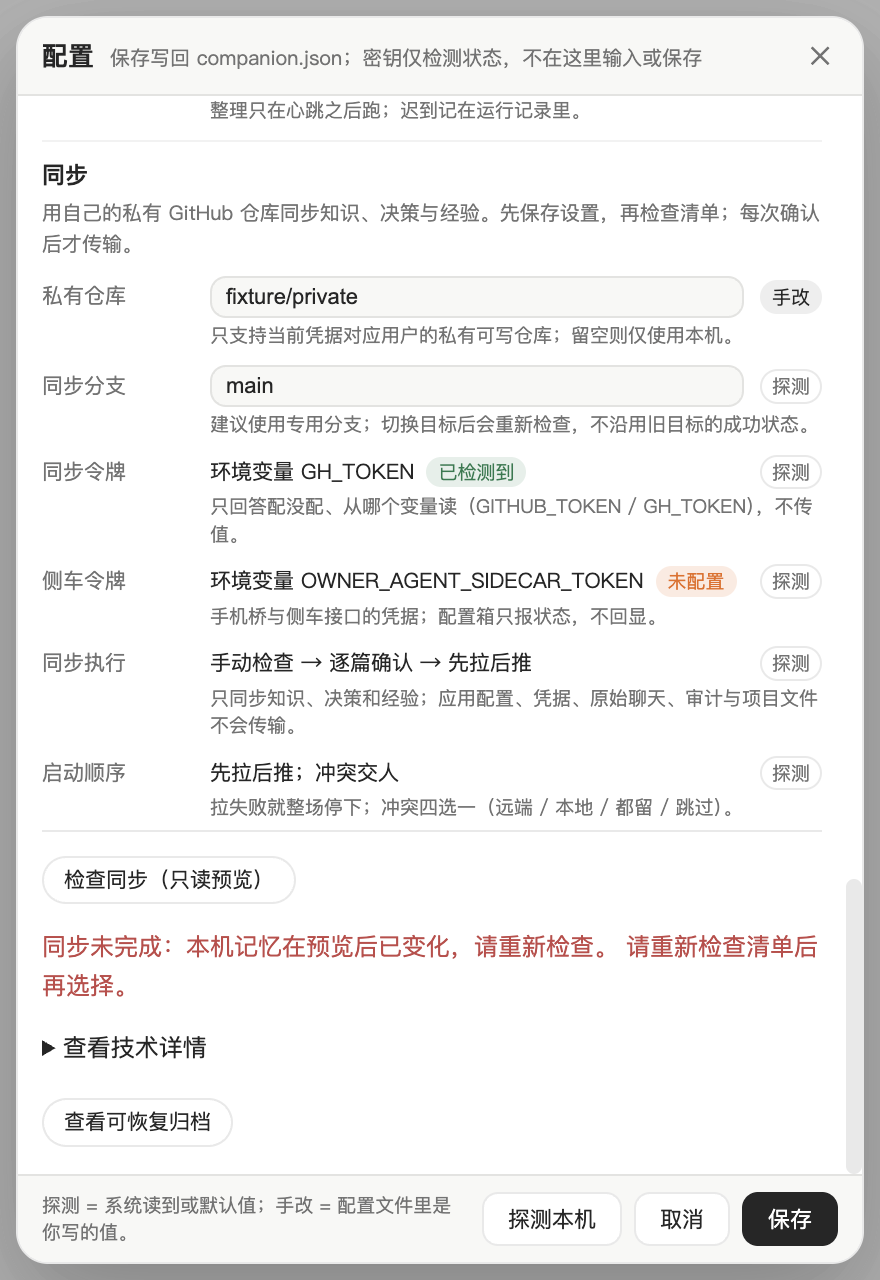 配置 保存写回 companion.json；密钥仅检测状态，不在这里输入或保存
整理只在心跳之后跑；迟到记在运行记录里。
同步
用自己的私有 GitHub 仓库同步知识、决策与经验。先保存设置，再检查清单；每次确认
后才传输。
私有仓库 fixture/private 手改
只支持当前凭据对应用户的私有可写仓库；留空则仅使用本机。
同步分支 main 探测
建议使用专用分支；切换目标后会重新检查，不沿用旧目标的成功状态。
同步令牌 环境变量 GH_TOKEN 已检测到 探测
只回答配没配、从哪个变量读（GITHUB_TOKEN / GH_TOKEN），不传
值。
侧车令牌 环境变量 OWNER_AGENT_SIDECAR_TOKEN 未配置 探测
手机桥与侧车接口的凭据；配置箱只报状态，不回显。
同步执行 手动检查 → 逐篇确认 → 先拉后推 探测
只同步知识、决策和经验；应用配置、凭据、原始聊天、审计与项目文件
不会传输。
启动顺序 先拉后推；冲突交人 探测
拉失败就整场停下；冲突四选一（远端 / 本地 / 都留 / 跳过）。
检查同步（只读预览）
同步未完成：本机记忆在预览后已变化，请重新检查。 请重新检查清单后
再选择。
▶ 查看技术详情
查看可恢复归档
探测 = 系统读到或默认值；手改 = 配置文件里是
你写的值。
探测本机 取消 保存